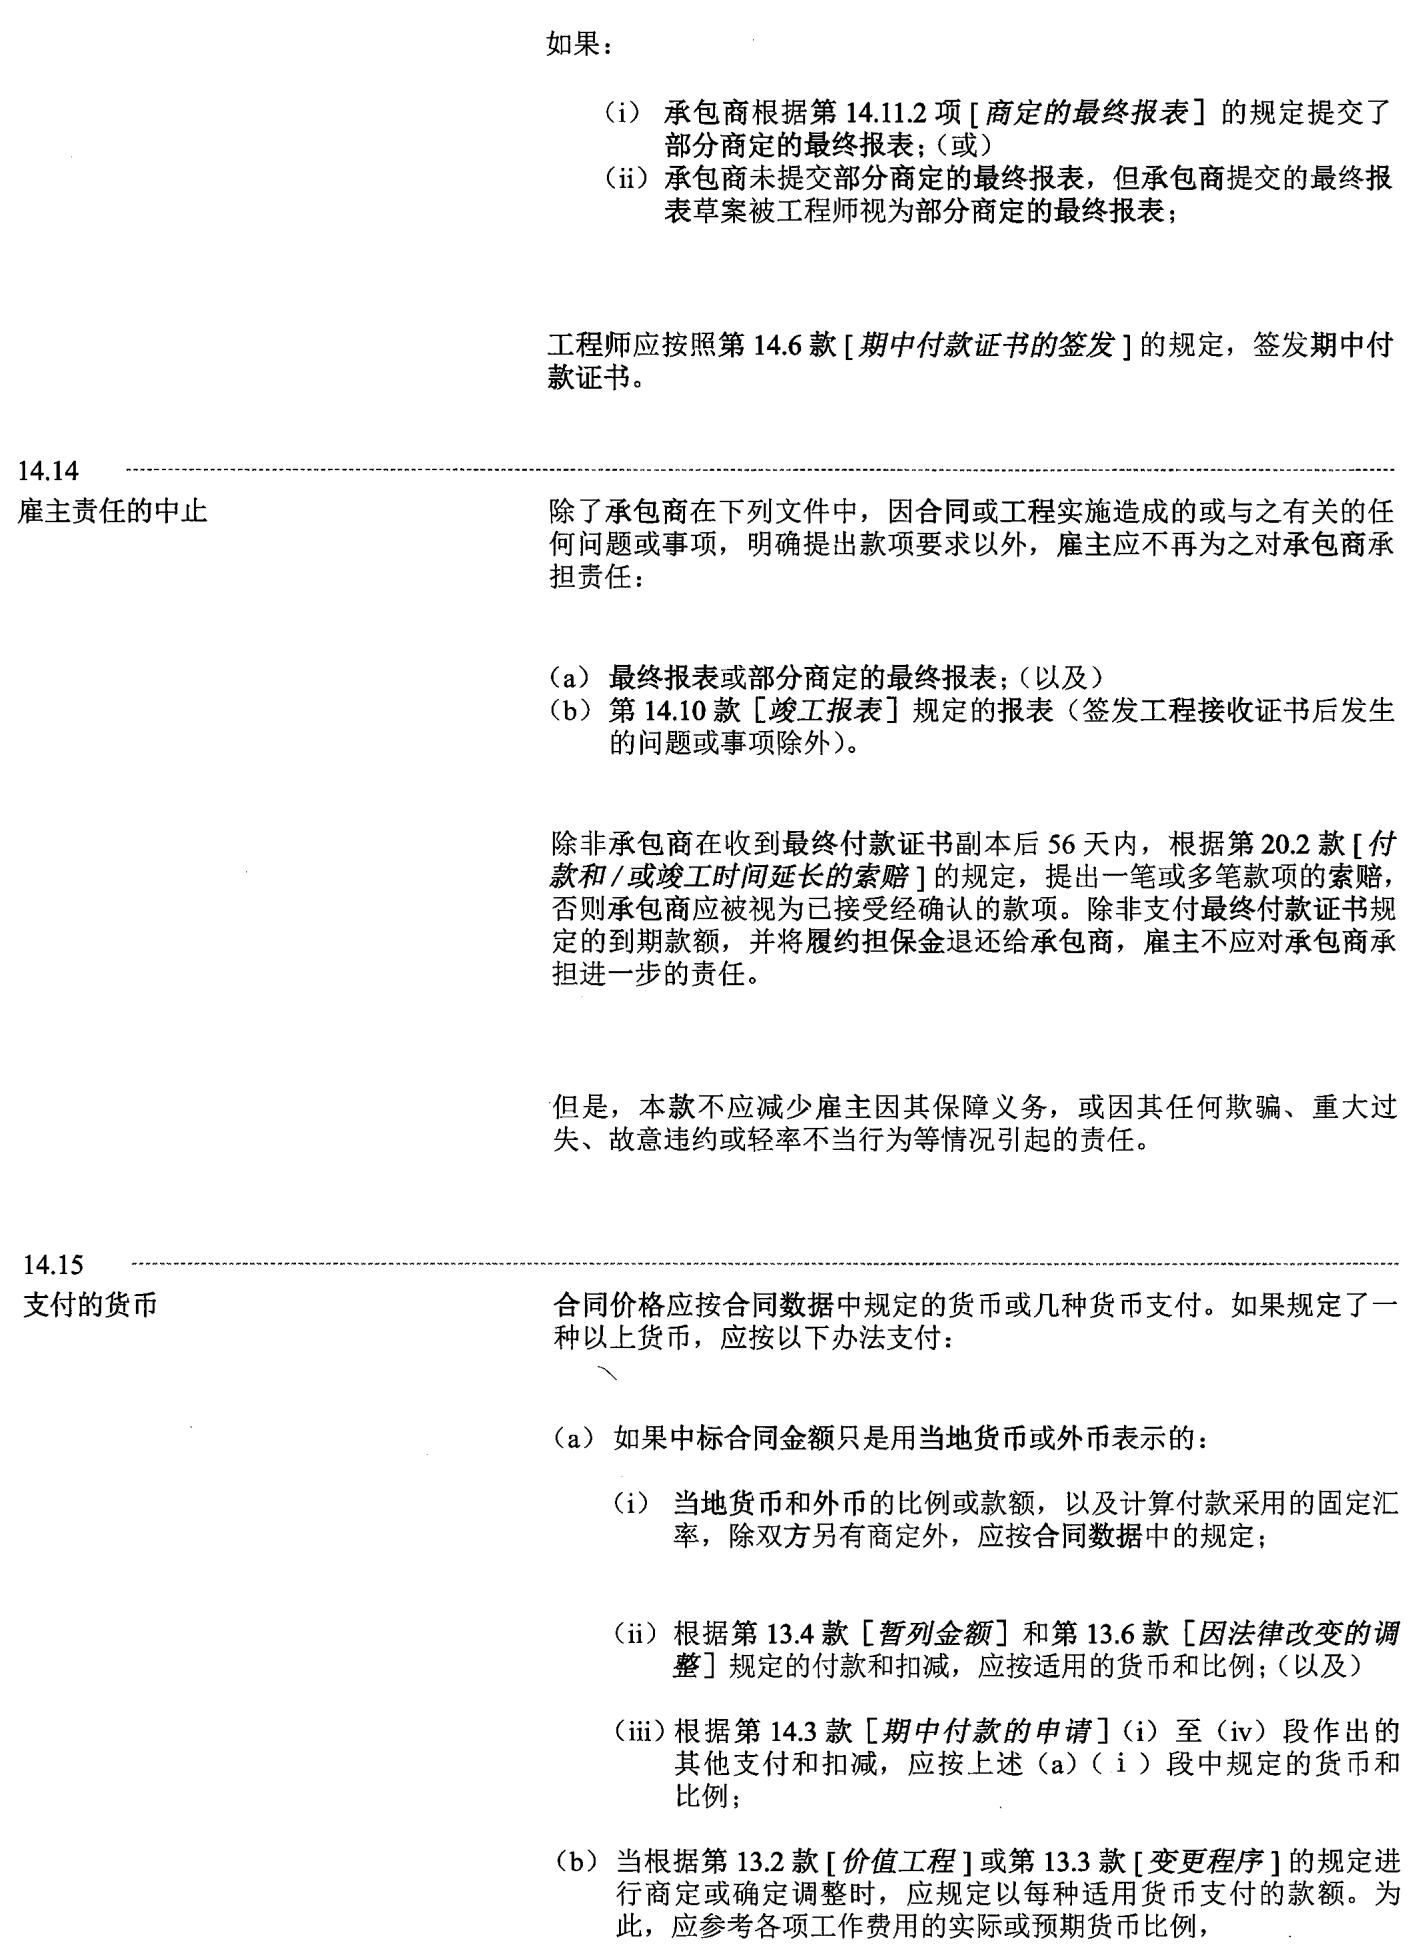 如果：
（i） 承包商根据第 14.11.2 项 [ 商定的最终报表］ 的规定提交了
部分商定的最终报表；（或）
（ii） 承包商未提交部分商定的最终报表，但承包商提交的最终报
表草案被工程师视为部分商定的最终报表；
工程师应按照第 14.6 款 [ 期中付款证书的签发 ] 的规定，签发期中付
款证书。
14.14
雇主责任的中止
除了承包商在下列文件中，因合同或工程实施造成的或与之有关的任
何问题或事项，明确提出款项要求以外，雇主应不再为之对承包商承
担责任：
（a） 最终报表或部分商定的最终报表；（以及）
（b） 第 14.10 款［竣工报表］ 规定的报表（签发工程接收证书后发生
的问题或事项除外）。
除非承包商在收到最终付款证书副本后 56 天内，根据第 20.2 款 [ 付
款和 / 或竣工时间延长的索赔 ] 的规定，提出一笔或多笔款项的索赔，
否则承包商应被视为已接受经确认的款项。除非支付最终付款证书规
定的到期款额，并将履约担保金退还给承包商，雇主不应对承包商承
担进一步的责任。
但是，本款不应减少雇主因其保障义务，或因其任何欺骗、重大过
失、故意违约或轻率不当行为等情况引起的责任。
14.15
支付的货币
合同价格应按合同数据中规定的货币或几种货币支付。如果规定了一
种以上货币，应按以下办法支付：
（a） 如果中标合同金额只是用当地货币或外币表示的：
（i） 当地货币和外币的比例或款额，以及计算付款采用的固定汇
率，除双方另有商定外，应按合同数据中的规定；
（ii） 根据第 13.4 款［暂列金额］ 和第 13.6 款［因法律改变的调
整］ 规定的付款和扣减，应按适用的货币和比例；（以及）
（iii） 根据第 14.3 款［期中付款的申请］（i） 至（iv）段作出的
其他支付和扣减，应按上述（a）（ i ）段中规定的货币和
比例；
（b） 当根据第 13.2 款 [ 价值工程 ] 或第 13.3 款 [ 变更程序 ] 的规定进
行商定或确定调整时，应规定以每种适用货币支付的款额。为
此，应参考各项工作费用的实际或预期货币比例，